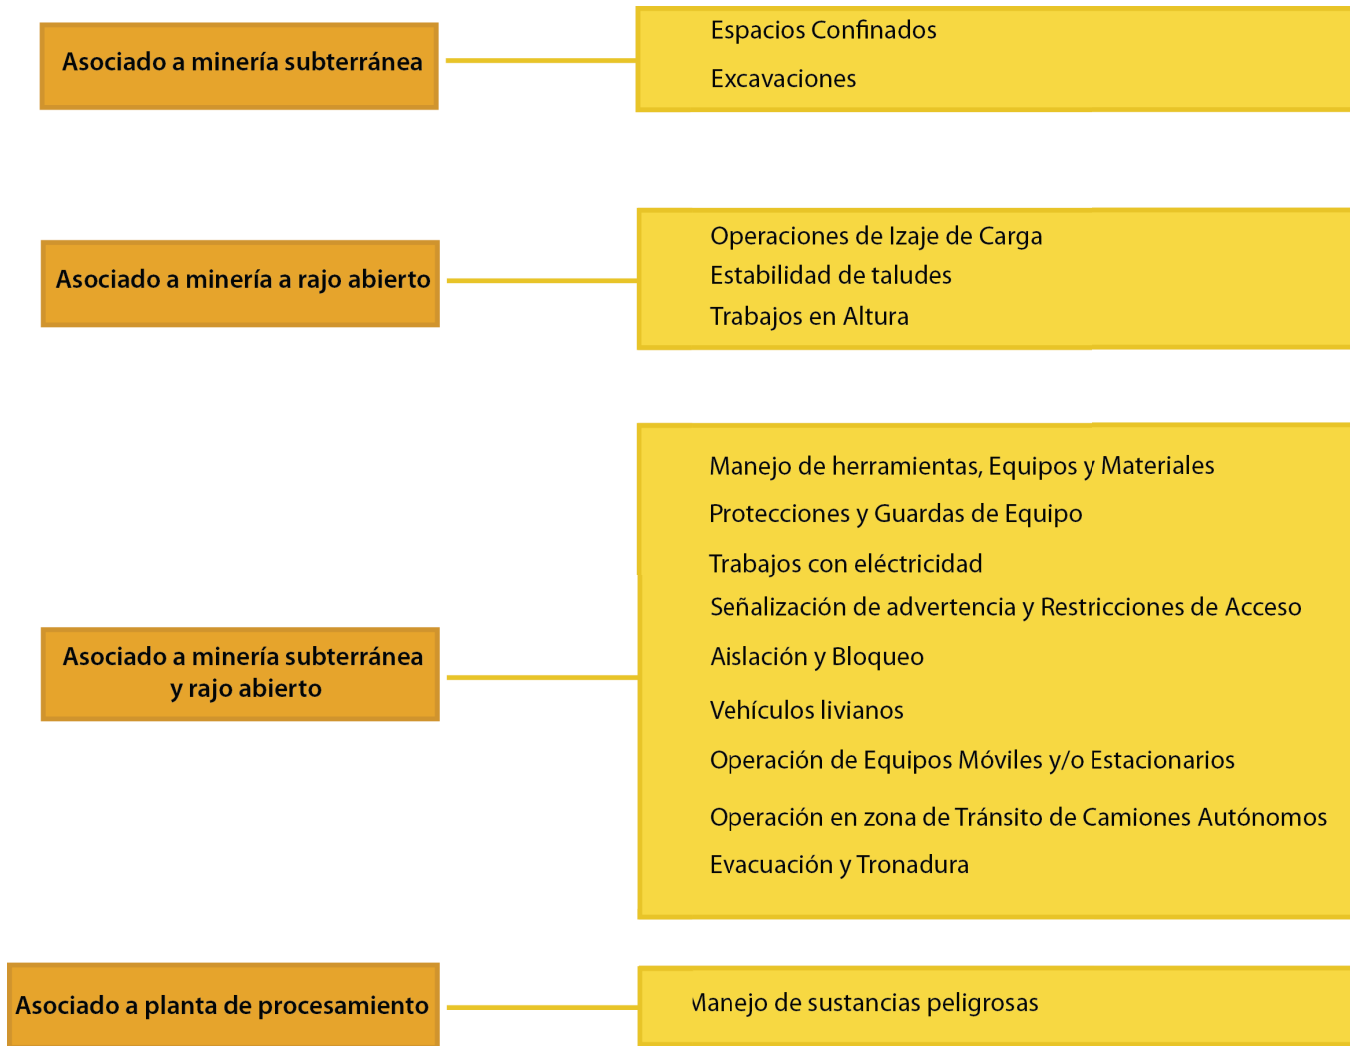 Asociado a minería subterránea
Espacios Confinados
Excavaciones
Asociado a minería a rajo abierto
Operaciones de Izaje de Carga
Estabilidad de taludes
Trabajos en Altura
Asociado a minería subterránea
y rajo abierto
Manejo de herramientas, Equipos y Materiales
Protecciones y Guardas de Equipo
Trabajos con eléctricidad
Señalización de advertencia y Restricciones de Acceso
Aislación y Bloqueo
Vehículos livianos
Operación de Equipos Móviles y/o Estacionarios
Operación en zona de Tránsito de Camiones Autónomos
Evacuación y Tronadura
Asociado a planta de procesamiento
Manejo de sustancias peligrosas